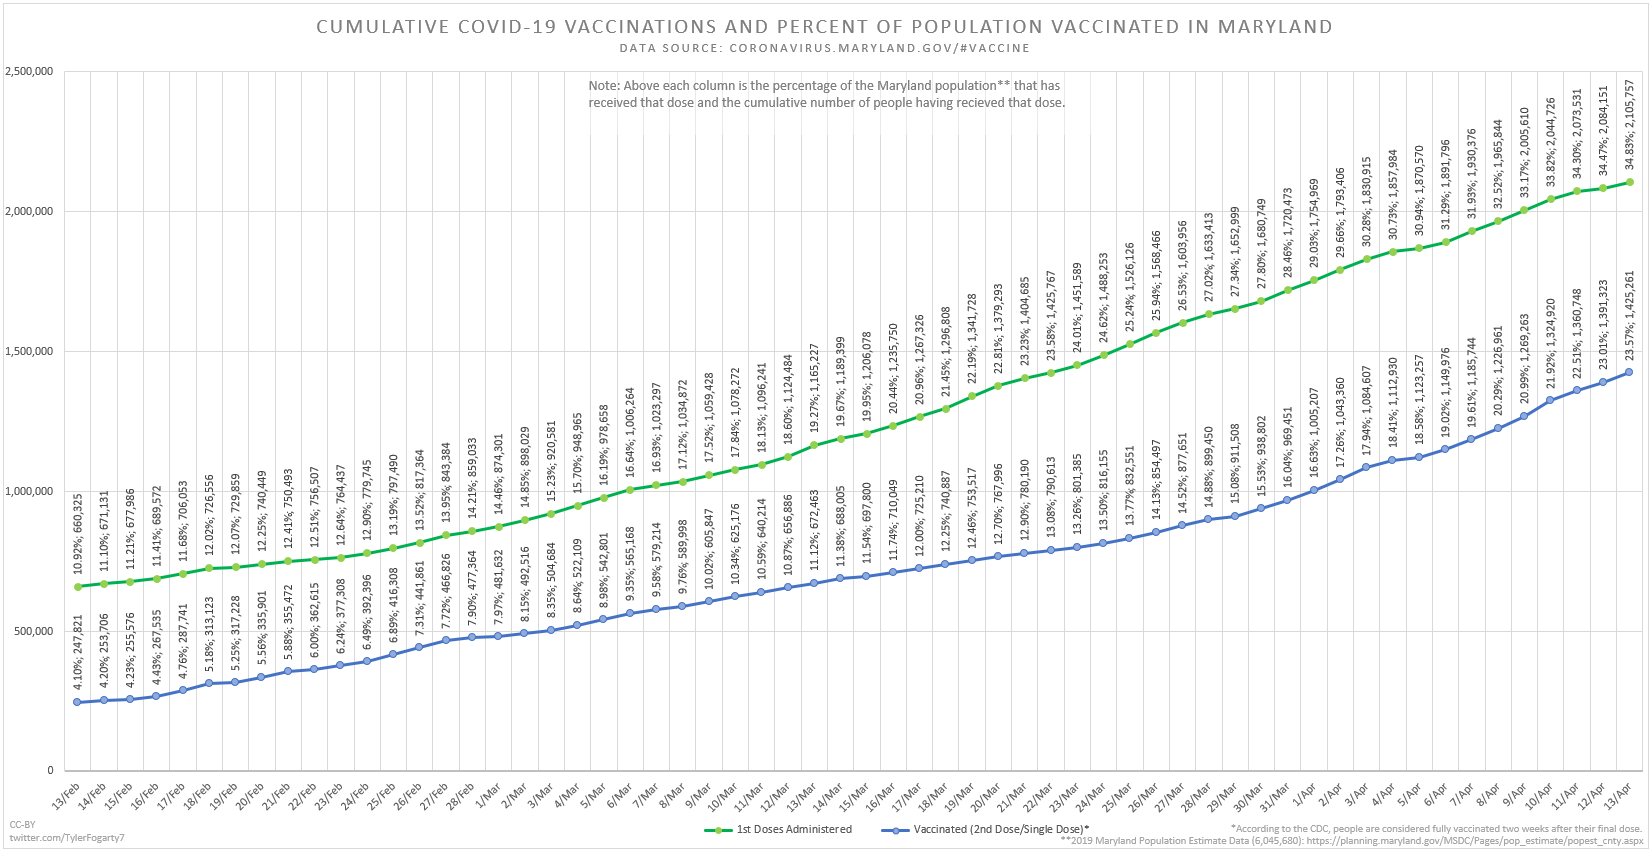 CUMULATIVE COVID-19 VACCINATIONS AND PERCENT OF POPULATION VACCINATED IN MARYLAND
DATA SOURCE: CORONAVIRUS.MARYLAND.GOV/#VACCINE
Note: Above each column is the percentage of the Maryland population** that has
received that dose and the cumulative number of people having recieved that dose.
2,500,000
2,000,000
1,500,000
1,000,000
500,000
0
10.92%; 660,325
11.10%; 671,131
11.21%; 677,986
11.41%; 689,572
11.68%; 706,053
12.02%; 726,556
12.07%; 729,859
12.25%; 740,449
12.41%; 750,493
12.51%; 756,507
12.64%; 764,437
12.90%; 779,745
13.19%; 797,490
13.52%; 817,364
13.95%; 843,384
14.21%; 859,033
14.46%; 874,301
14.85%; 898,029
15.23%; 920,581
15.70%; 948,965
16.19%; 978,658
16.64%; 1,006,264
16.93%; 1,023,297
17.12%; 1,034,872
17.52%; 1,059,428
17.84%; 1,078,272
18.13%; 1,096,241
18.60%; 1,124,484
19.27%; 1,165,227
19.67%; 1,189,399
19.95%; 1,206,078
20.44%; 1,235,750
20.96%; 1,267,326
21.45%; 1,296,808
22.19%; 1,341,728
22.81%; 1,379,293
23.23%; 1,404,685
23.58%; 1,425,767
24.01%; 1,451,589
24.62%; 1,488,253
25.24%; 1,526,126
25.94%; 1,568,466
26.53%; 1,603,956
27.02%; 1,633,413
27.34%; 1,652,999
27.80%; 1,680,749
28.46%; 1,720,473
29.03%; 1,754,969
29.66%; 1,793,406
30.28%; 1,830,915
30.73%; 1,857,984
30.94%; 1,870,570
31.29%; 1,891,796
31.93%; 1,930,376
32.52%; 1,965,844
33.17%; 2,005,610
33.82%; 2,044,726
34.30%; 2,073,531
34.47%; 2,084,151
34.83%; 2,105,757
4.10%; 247,821
4.20%; 253,706
4.23%; 255,576
4.43%; 267,535
4.76%; 287,741
5.18%; 313,123
5.25%; 317,228
5.56%; 335,901
5.88%; 355,472
6.00%; 362,615
6.24%; 377,308
6.49%; 392,396
6.89%; 416,308
7.31%; 441,861
7.72%; 466,826
7.90%; 477,364
7.97%; 481,632
8.15%; 492,516
8.35%; 504,684
8.64%; 522,109
8.98%; 542,801
9.35%; 565,168
9.58%; 579,214
9.76%; 589,998
10.02%; 605,847
10.34%; 625,176
10.59%; 640,214
10.87%; 656,886
11.12%; 672,463
11.38%; 688,005
11.54%; 697,800
11.74%; 710,049
12.00%; 725,210
12.25%; 740,887
12.46%; 753,517
12.70%; 767,996
12.90%; 780,190
13.08%; 790,613
13.26%; 801,385
13.50%; 816,155
13.77%; 832,551
14.13%; 854,497
14.52%; 877,651
14.88%; 899,450
15.08%; 911,508
15.53%; 938,802
16.04%; 969,451
16.63%; 1,005,207
17.26%; 1,043,360
17.94%; 1,084,607
18.41%; 1,112,930
18.58%; 1,123,257
19.02%; 1,149,976
19.61%; 1,185,744
20.29%; 1,226,961
20.99%; 1,269,263
21.92%; 1,324,920
22.51%; 1,360,748
23.01%; 1,391,323
23.57%; 1,425,261
13/Feb
14/Feb
15/Feb
16/Feb
17/Feb
18/Feb
19/Feb
20/Feb
21/Feb
22/Feb
23/Feb
24/Feb
25/Feb
26/Feb
27/Feb
28/Feb
1/Mar
2/Mar
3/Mar
4/Mar
5/Mar
6/Mar
7/Mar
8/Mar
9/Mar
10/Mar
11/Mar
12/Mar
13/Mar
14/Mar
15/Mar
16/Mar
17/Mar
18/Mar
19/Mar
20/Mar
21/Mar
22/Mar
23/Mar
24/Mar
25/Mar
26/Mar
27/Mar
28/Mar
29/Mar
30/Mar
31/Mar
1/Apr
2/Apr
3/Apr
4/Apr
5/Apr
6/Apr
7/Apr
8/Apr
9/Apr
10/Apr
11/Apr
12/Apr
13/Apr
1st Doses Administered
Vaccinated (2nd Dose/Single Dose)*
CC-BY
twitter.com/TylerFogarty7
*According to the CDC, people are considered fully vaccinated two weeks after their final dose.
**2019 Maryland Population Estimate Data (6,045,680): https://planning.maryland.gov/MSDC/Pages/pop_estimate/popest_cnty.aspx